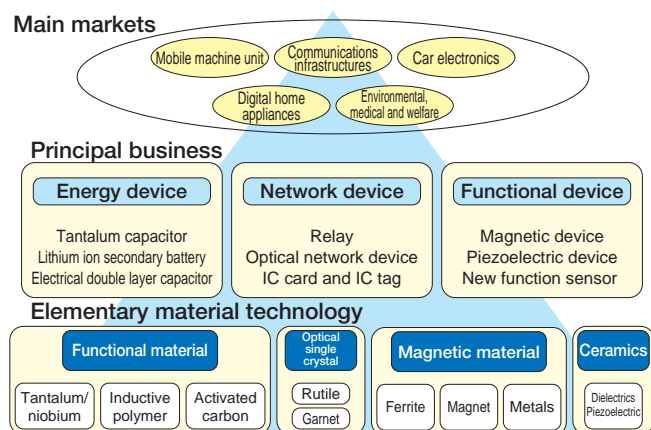 Main markets
Mobile machine unit
Communications
infrastructures
Car electronics
Digital home
appliances
Environmental,
medical and welfare
Principal business
Energy device
Tantalum capacitor
Lithium ion secondary battery
Electrical double layer capacitor
Network device
Relay
Optical network device
IC card and IC tag
Functional device
Magnetic device
Piezoelectric device
New function sensor
Elementary material technology
Functional material
Tantalum/
niobium
Inductive
polymer
Activated
carbon
Optical
single
crystal
Rutile
Garnet
Magnetic material
Ferrite
Magnet
Metals
Ceramics
Dielectrics
Piezoelectric